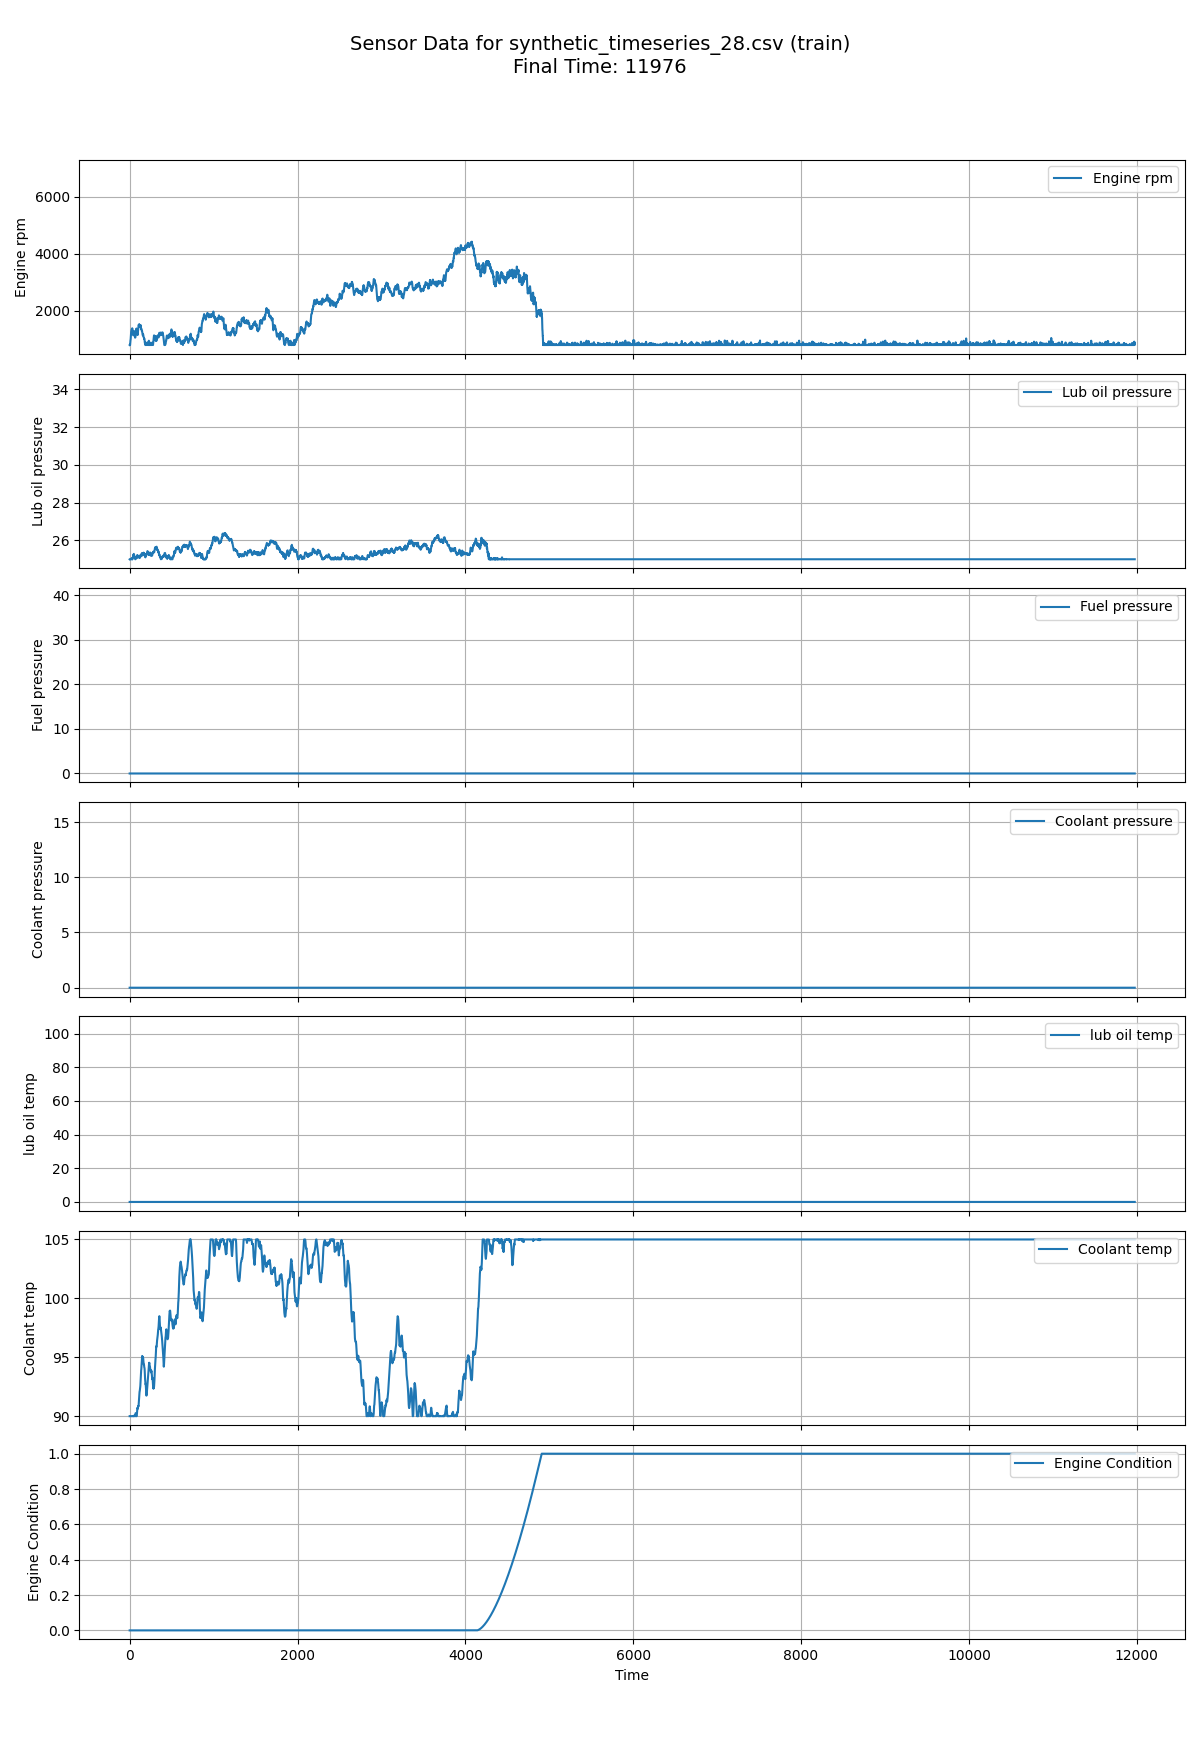 Sensor Data for synthetic_timeseries_28.csv (train)
Final Time: 11976
Engine rpm
6000
4000
2000
Engine rpm
Lub oil pressure
34
32
30
28
26
Lub oil pressure
Fuel pressure
40
30
20
10
0
Fuel pressure
Coolant pressure
15
10
5
0
Coolant pressure
lub oil temp
100
80
60
40
20
0
lub oil temp
Coolant temp
105
100
95
90
Coolant temp
Engine Condition
1.0
0.8
0.6
0.4
0.2
0.0
Engine Condition
0 2000 4000 6000 8000 10000 12000
Time